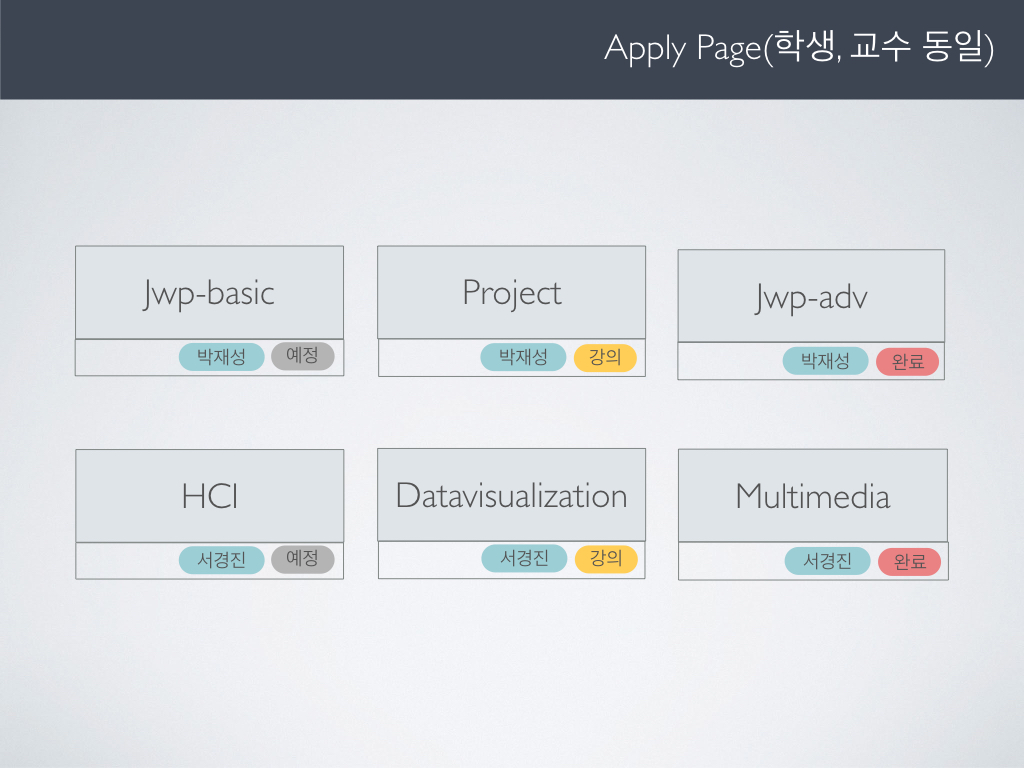 Apply Page(학생, 교수 동일)
Jwp-basic
박재성 예정
Project
박재성 강의
Jwp-adv
박재성 완료
HCI
서경진 예정
Datavisualization
서경진 강의
Multimedia
서경진 완료